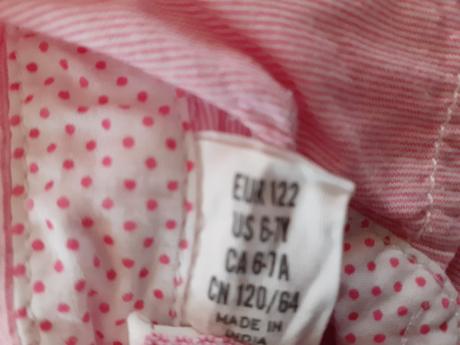 EUR 122
US 6-7Y
CA 6-7A
CN 120/64
MADE IN
INDIA